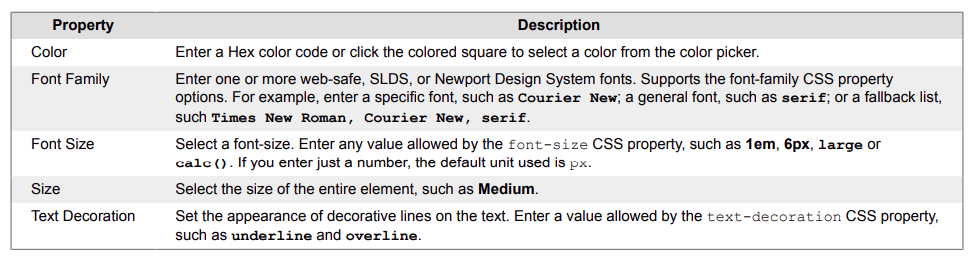 Property Description
Color Enter a Hex color code or click the colored square to select a color from the color picker.
Font Family Enter one or more web-safe, SLDS, or Newport Design System fonts. Supports the font-family CSS property
options. For example, enter a specific font, such as Courier New; a general font, such as serif; or a fallback list,
such Times New Roman, Courier New, serif.
Font Size Select a font-size. Enter any value allowed by the font-size CSS property, such as 1em, 6px, large or
calc(). If you enter just a number, the default unit used is px.
Size Select the size of the entire element, such as Medium.
Text Decoration Set the appearance of decorative lines on the text. Enter a value allowed by the text-decoration CSS property,
such as underline and overline.